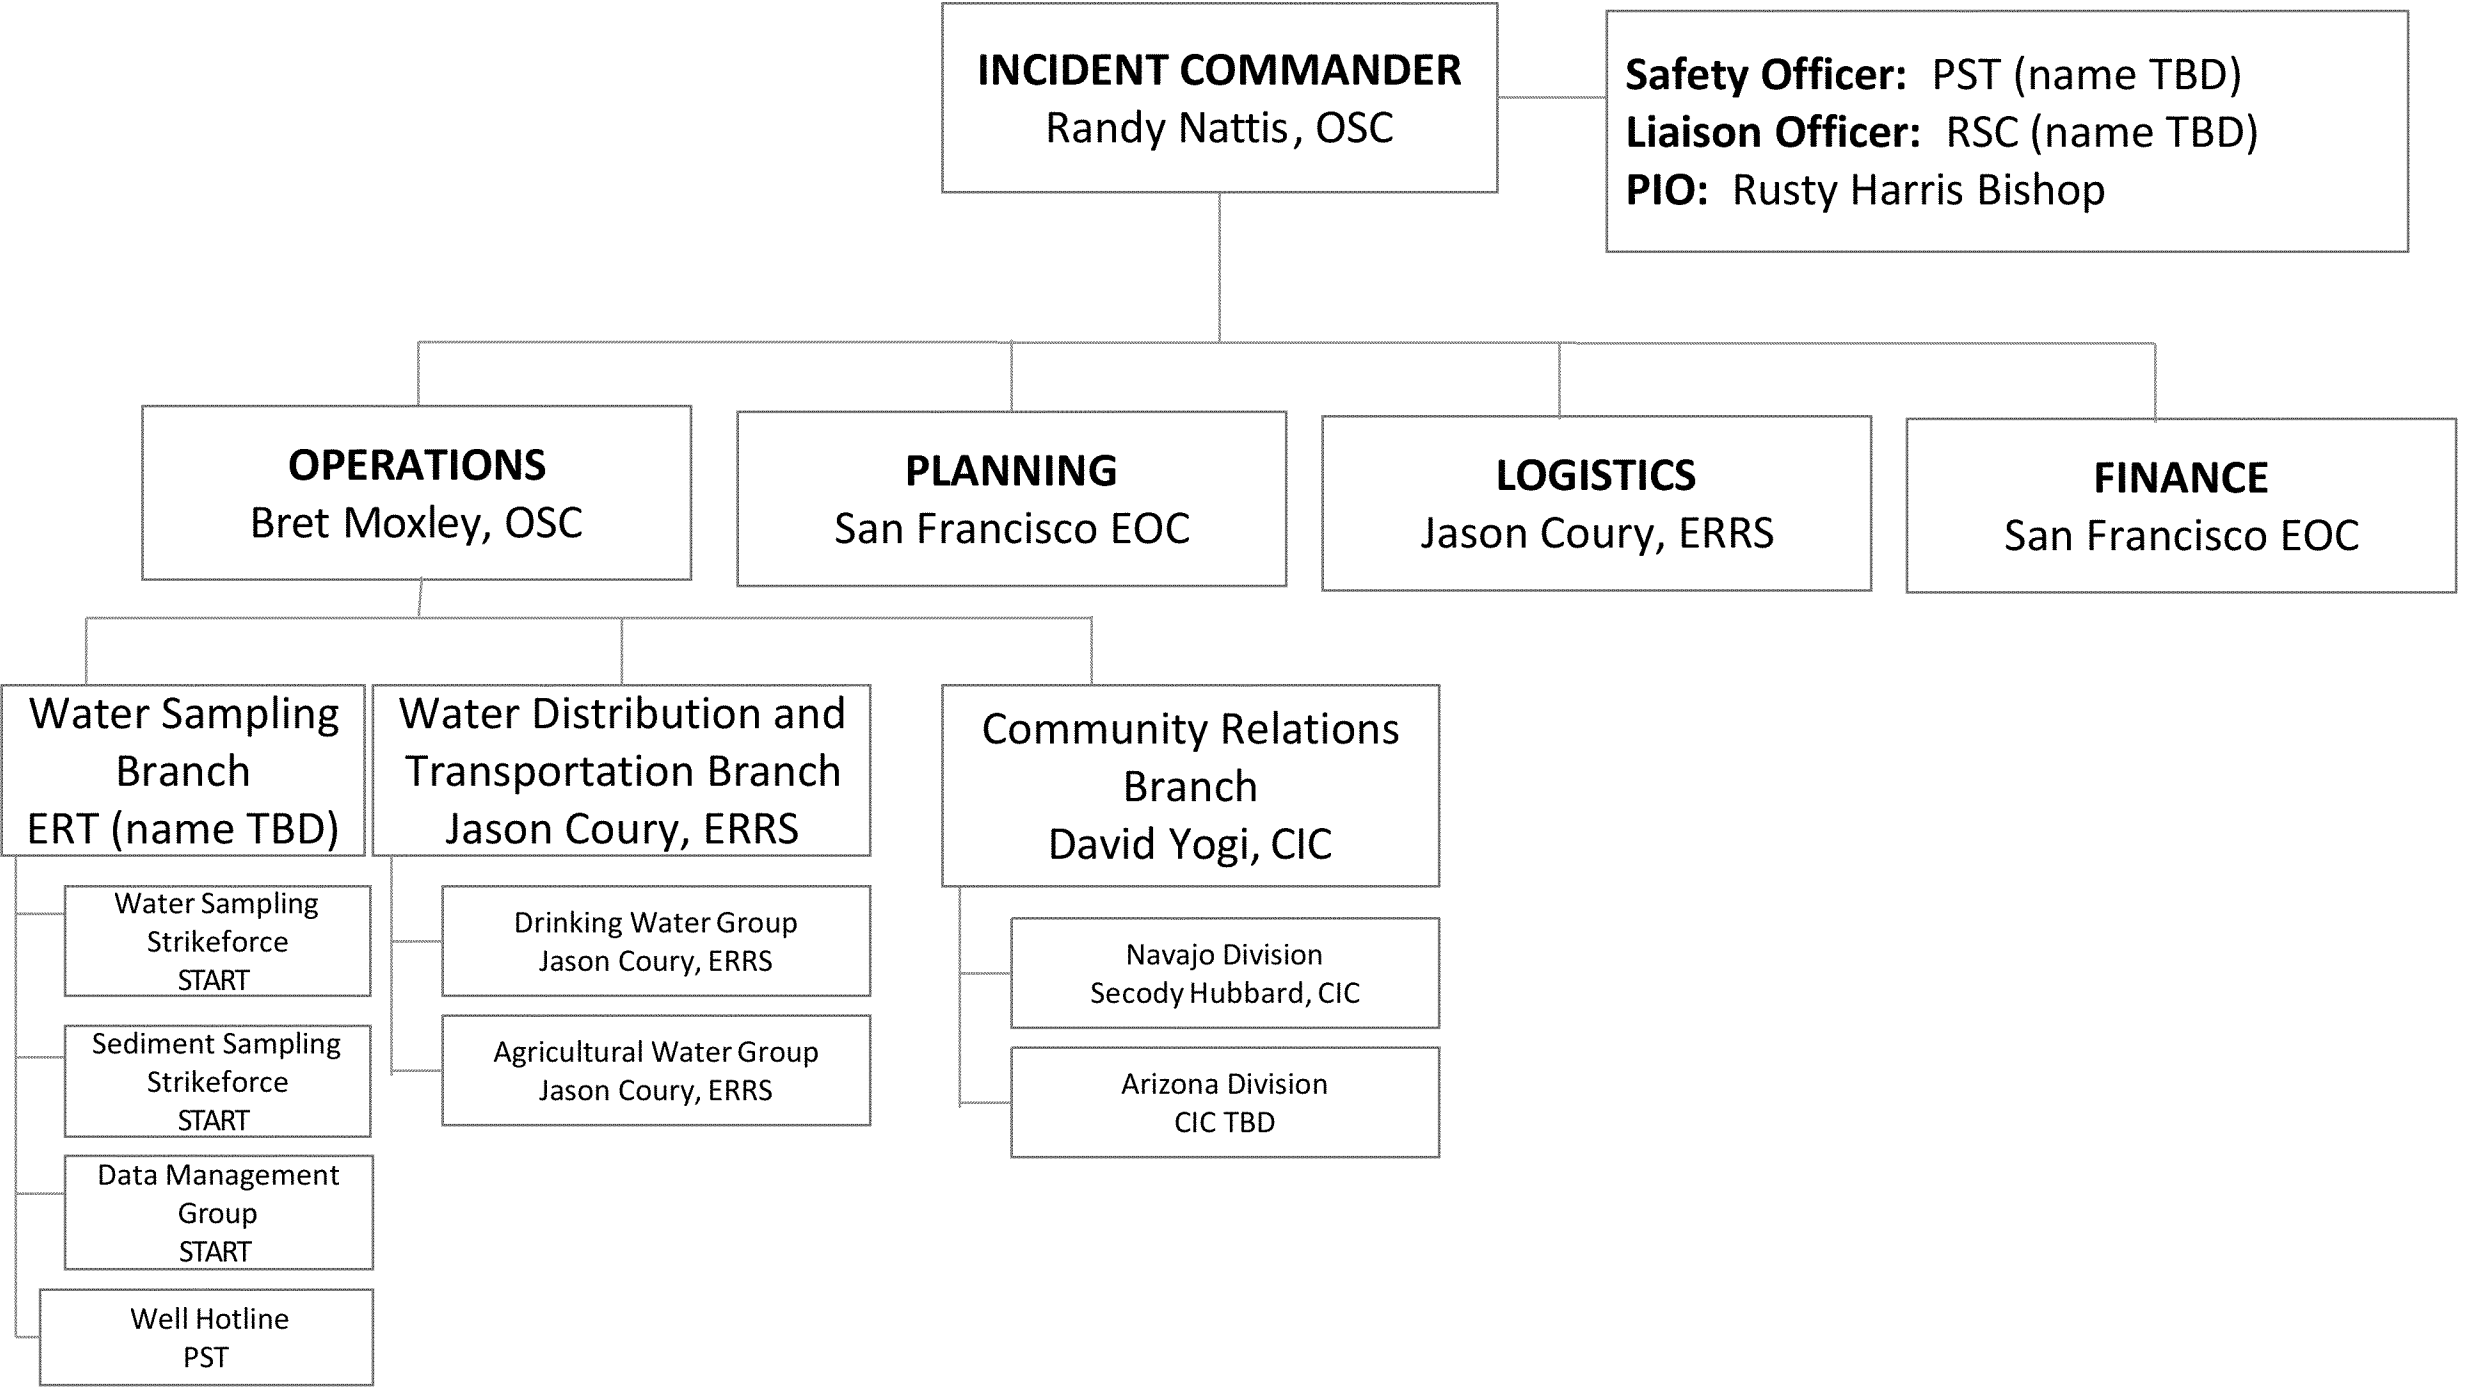 INCIDENT COMMANDER
Randy Nattis, OSC
Safety Officer: PST (name TBD)
Liaison Officer: RSC (name TBD)
PIO: Rusty Harris Bishop
OPERATIONS
Bret Moxley, OSC
PLANNING
San Francisco EOC
LOGISTICS
Jason Coury, ERRS
FINANCE
San Francisco EOC
Water Sampling
Branch
ERT (name TBD)
Water Distribution and
Transportation Branch
Jason Coury, ERRS
Community Relations
Branch
David Yogi, CIC
Water Sampling
Strikeforce
START
Sediment Sampling
Strikeforce
START
Data Management
Group
START
Well Hotline
PST
Drinking Water Group
Jason Coury, ERRS
Agricultural Water Group
Jason Coury, ERRS
Navajo Division
Secody Hubbard, CIC
Arizona Division
CIC TBD